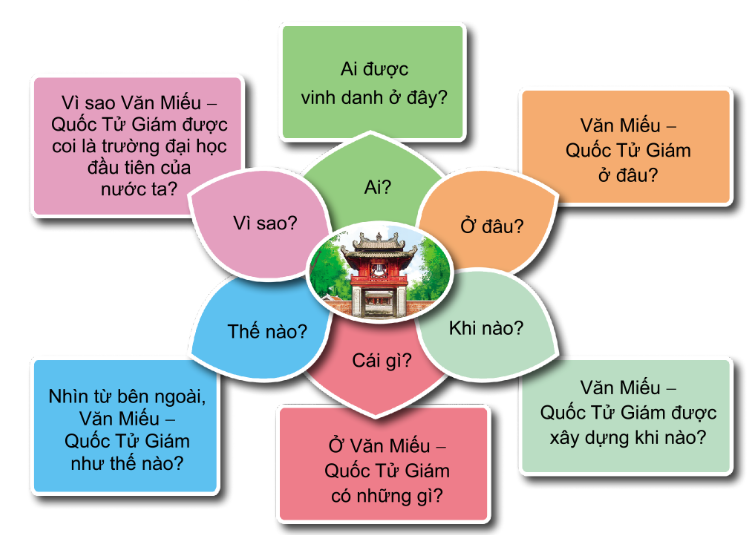 Ai được
vinh danh ở đây?
Vì sao Văn Miếu –
Quốc Tử Giám được
coi là trường đại học
đầu tiên của
nước ta?
Văn Miếu –
Quốc Tử Giám
ở đâu?
Ai?
Vì sao?
Ở đâu?
Thế nào?
Khi nào?
Cái gì?
Nhìn từ bên ngoài,
Văn Miếu –
Quốc Tử Giám
như thế nào?
Ở Văn Miếu –
Quốc Tử Giám
có những gì?
Văn Miếu –
Quốc Tử Giám được
xây dựng khi nào?